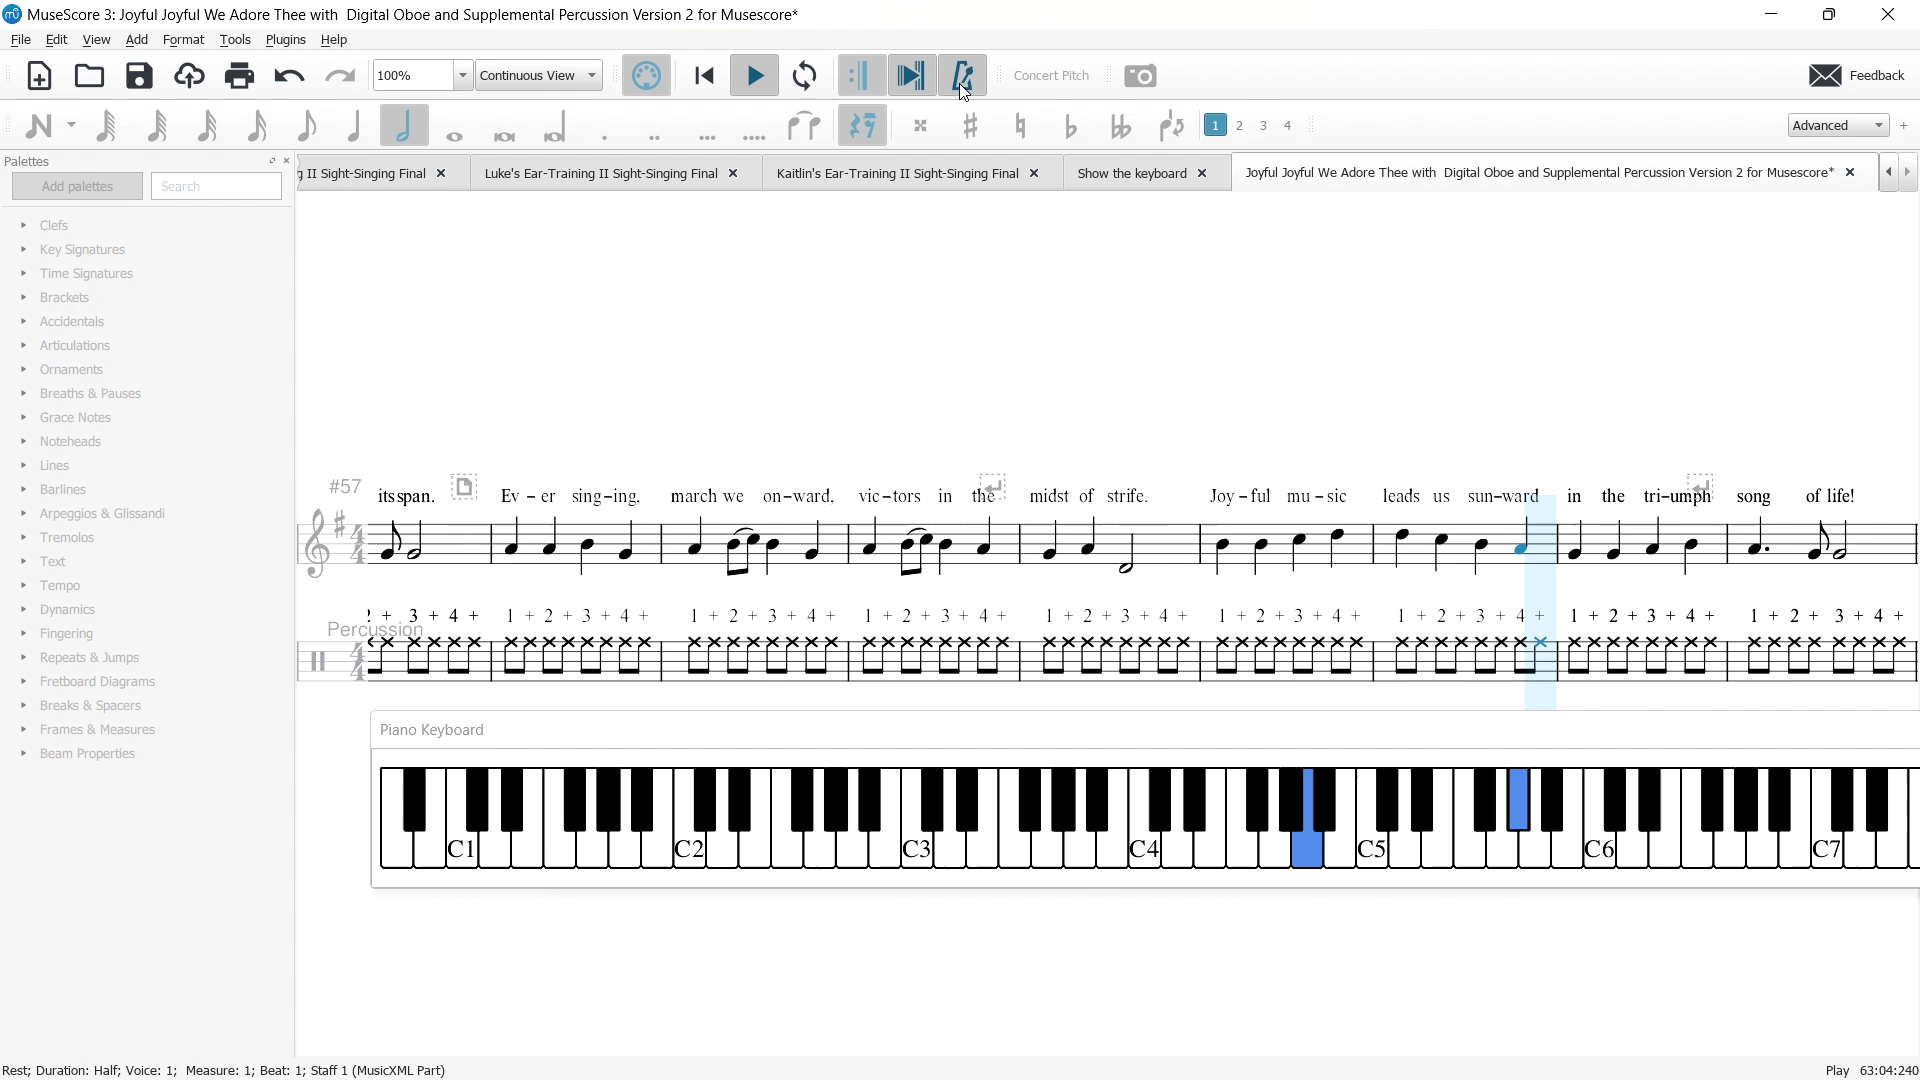 MuseScore 3: Joyful Joyful We Adore Thee with  Digital Oboe and Supplemental Percussion Version 2 for Musescore*
File Edit View Add Format Tools Plugins Help
100% Continuous View Concert Pitch Feedback
1 2 3 4 Advanced +
Palettes
g II Sight-Singing Final Luke's Ear-Training II Sight-Singing Final Kaitlin's Ear-Training II Sight-Singing Final Show the keyboard Joyful Joyful We Adore Thee with  Digital Oboe and Supplemental Percussion Version 2 for Musescore*
Add palettes Search
Clefs
Key Signatures
Time Signatures
Brackets
Accidentals
Articulations
Ornaments
Breaths & Pauses
Grace Notes
Noteheads
Lines
Barlines
Arpeggios & Glissandi
Tremolos
Text
Tempo
Dynamics
Fingering
Repeats & Jumps
Fretboard Diagrams
Breaks & Spacers
Frames & Measures
Beam Properties
#57
its span. Ev - er sing-ing, march we on-ward, vic-tors in the midst of strife. Joy-ful mu-sic leads us sun-ward in the tri-umph song of life!
4
4
2 + 3 + 4 + 1 + 2 + 3 + 4 + 1 + 2 + 3 + 4 + 1 + 2 + 3 + 4 + 1 + 2 + 3 + 4 + 1 + 2 + 3 + 4 + 1 + 2 + 3 + 4 + 1 + 2 + 3 + 4 + 1 + 2 + 3 + 4 +
Percussion
4
4
Piano Keyboard
C1 C2 C3 C4 C5 C6 C7
Rest; Duration: Half; Voice: 1;  Measure: 1; Beat: 1; Staff 1 (MusicXML Part) Play 63:04:240